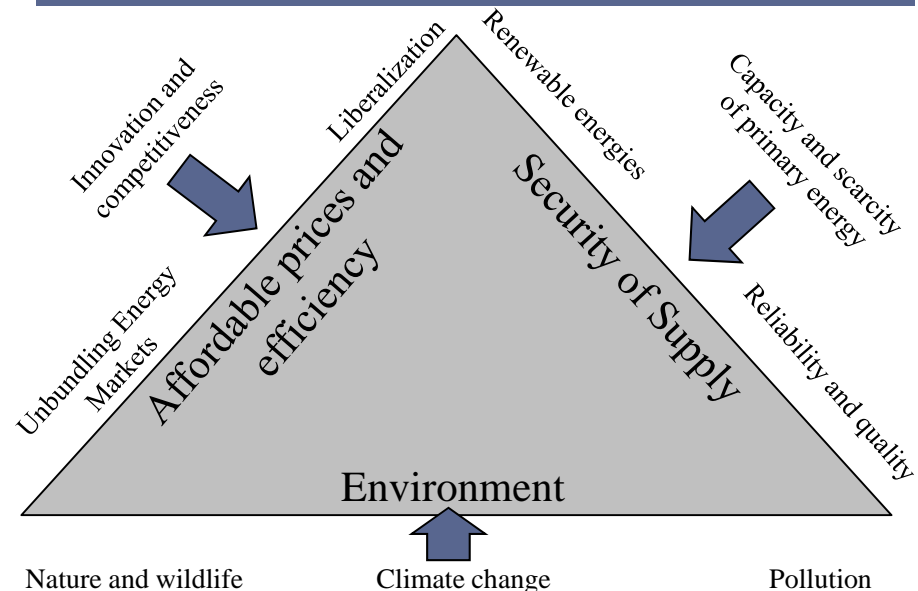 Liberalization
Innovation and
competitiveness
Unbundling Energy
Markets
Affordable prices and
efficiency
Renewable energies
Capacity and scarcity
of primary energy
Security of Supply
Reliability and quality
Environment
Nature and wildlife
Climate change
Pollution